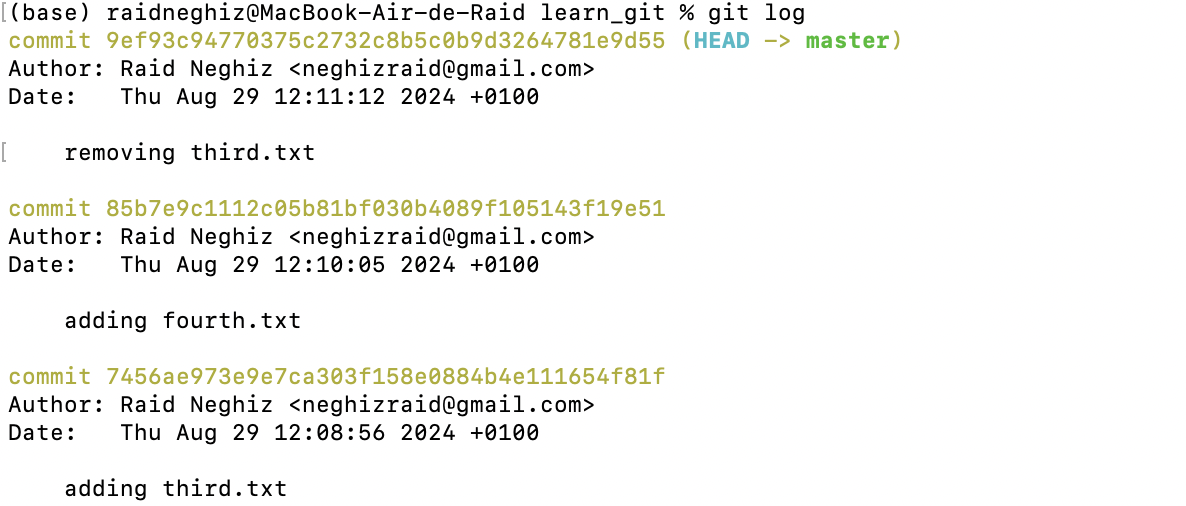 [(base) raidneghiz@MacBook-Air-de-Raid learn_git % git log
commit 9ef93c94770375c2732c8b5c0b9d3264781e9d55 (HEAD -> master)
Author: Raid Neghiz <neghizraid@gmail.com>
Date:   Thu Aug 29 12:11:12 2024 +0100
[    removing third.txt
commit 85b7e9c1112c05b81bf030b4089f105143f19e51
Author: Raid Neghiz <neghizraid@gmail.com>
Date:   Thu Aug 29 12:10:05 2024 +0100
    adding fourth.txt
commit 7456ae973e9e7ca303f158e0884b4e111654f81f
Author: Raid Neghiz <neghizraid@gmail.com>
Date:   Thu Aug 29 12:08:56 2024 +0100
    adding third.txt